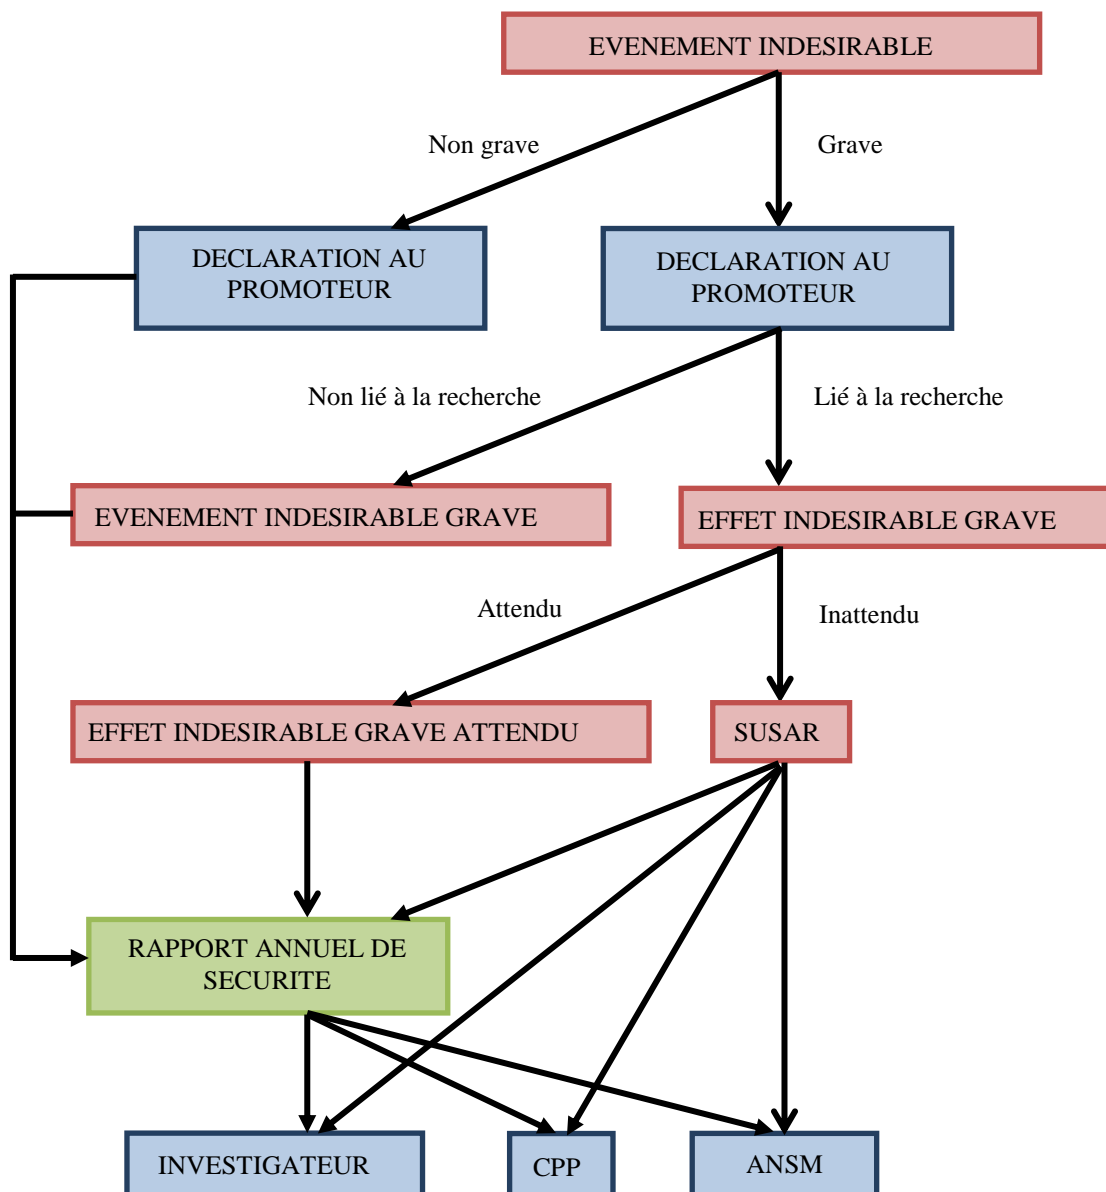 EVENEMENT INDESIRABLE
Non grave
Grave
DECLARATION AU
PROMOTEUR
DECLARATION AU
PROMOTEUR
Non lié à la recherche
Lié à la recherche
EVENEMENT INDESIRABLE GRAVE
EFFET INDESIRABLE GRAVE
Attendu
Inattendu
EFFET INDESIRABLE GRAVE ATTENDU
SUSAR
RAPPORT ANNUEL DE
SECURITE
INVESTIGATEUR
CPP
ANSM